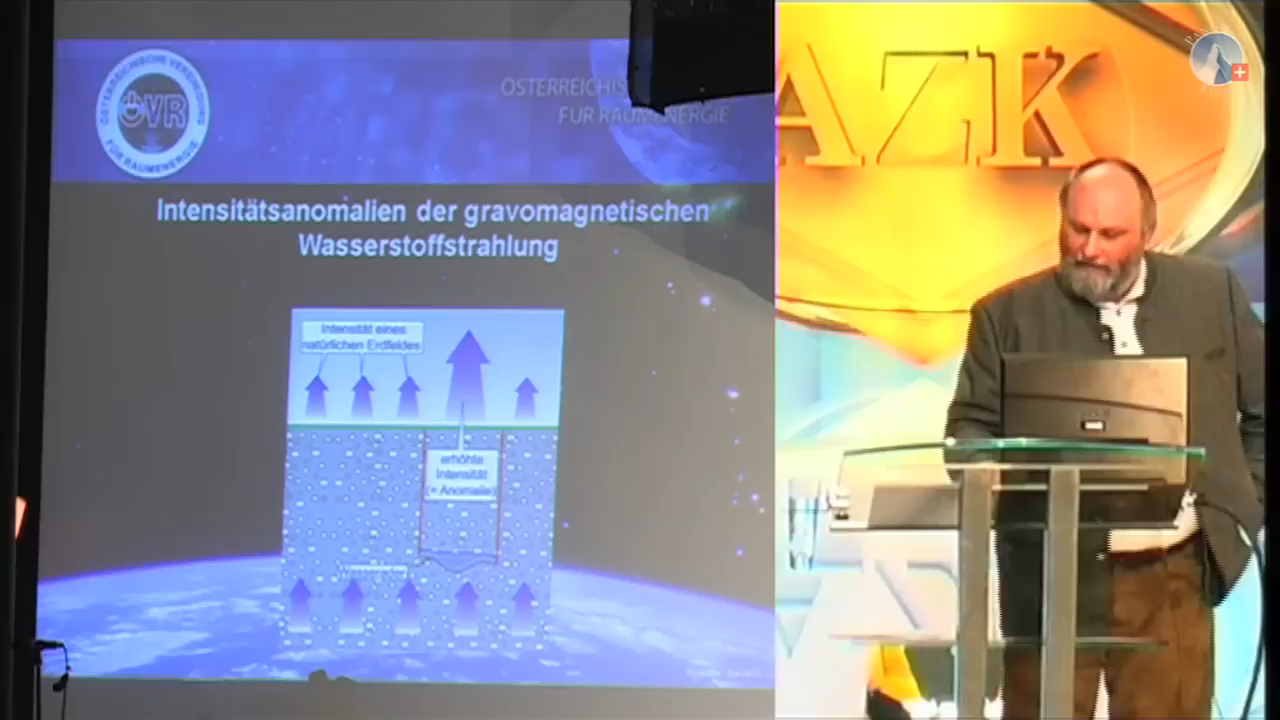 ÖSTERREICHISCHE VEREINIGUNG
ÖVR
FÜR RAUMENERGIE
FÜR RAUMENERGIE
Intensitätsanomalien der gravomagnetischen
Wasserstoffstrahlung
Intensität eines
natürlichen Erdfeldes
erhöhte
Intensität
(= Anomalie)
AZK